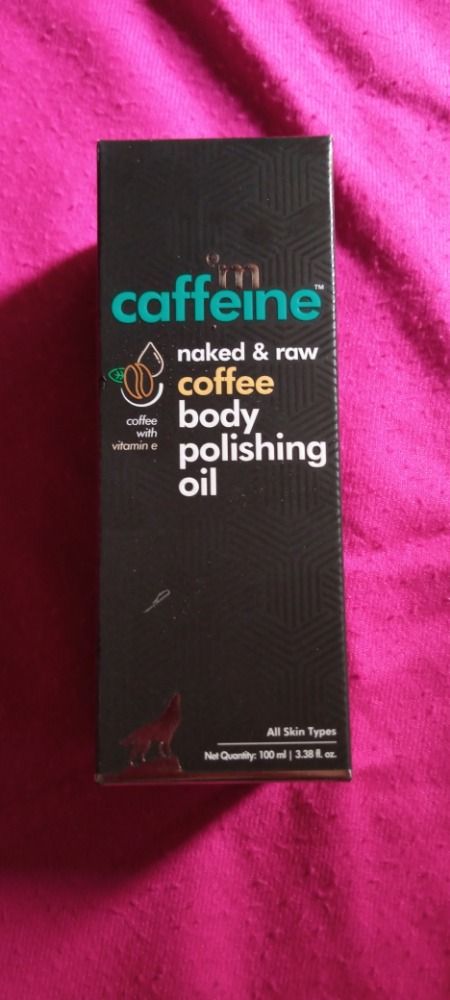 'm
caffeine™
naked & raw
coffee
body
polishing
oil
coffee
with
vitamin e
All Skin Types
Net Quantity: 100 ml | 3.38 fl. oz.